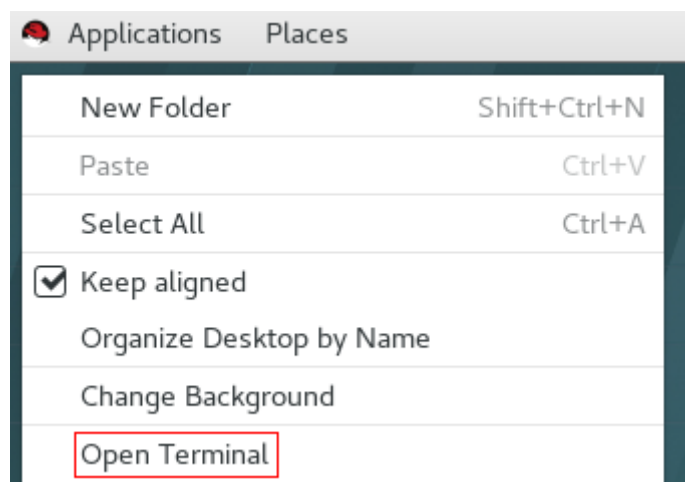 Applications Places
New Folder Shift+Ctrl+N
Paste Ctrl+V
Select All Ctrl+A
Keep aligned
Organize Desktop by Name
Change Background
Open Terminal